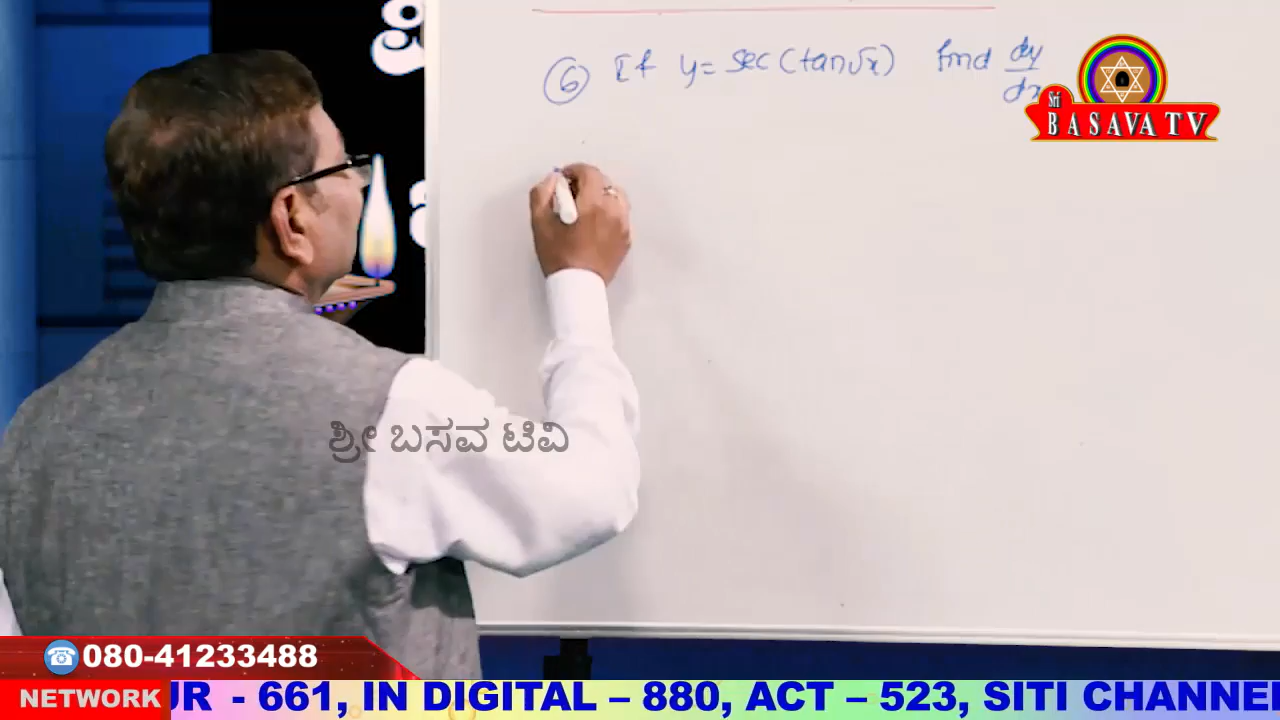 ⑥ If y = sec(tan√x) find dy/dx
Sri
BASAVA TV
ಶ್ರೀ ಬಸವ ಟಿವಿ
080-41233488
NETWORK
UR - 661, IN DIGITAL – 880, ACT – 523, SITI CHANNEL